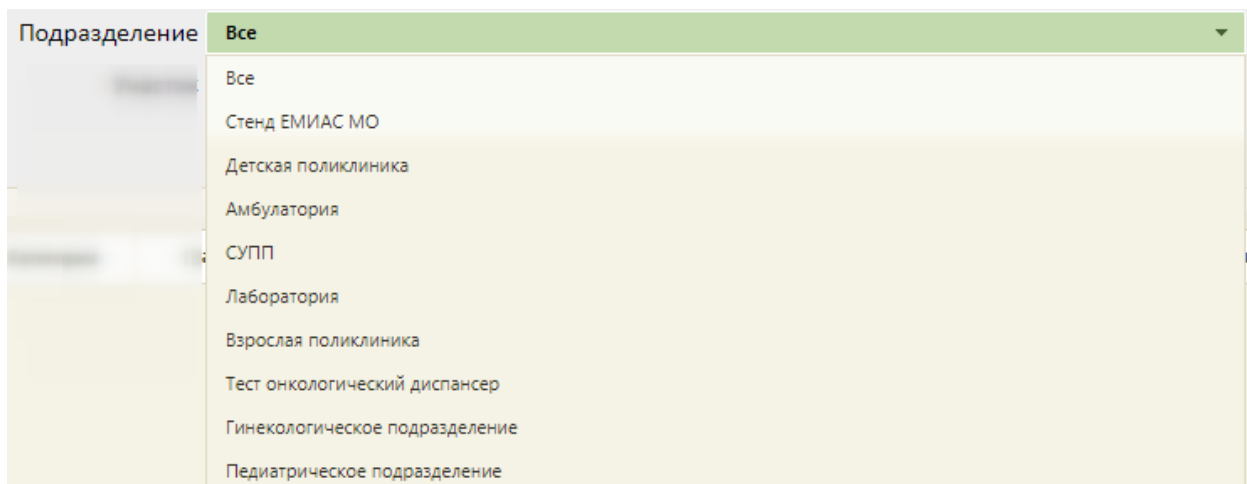 Подразделение Все
Все
Стенд ЕМИАС МО
Детская поликлиника
Амбулатория
СУПП
Лаборатория
Взрослая поликлиника
Тест онкологический диспансер
Гинекологическое подразделение
Педиатрическое подразделение